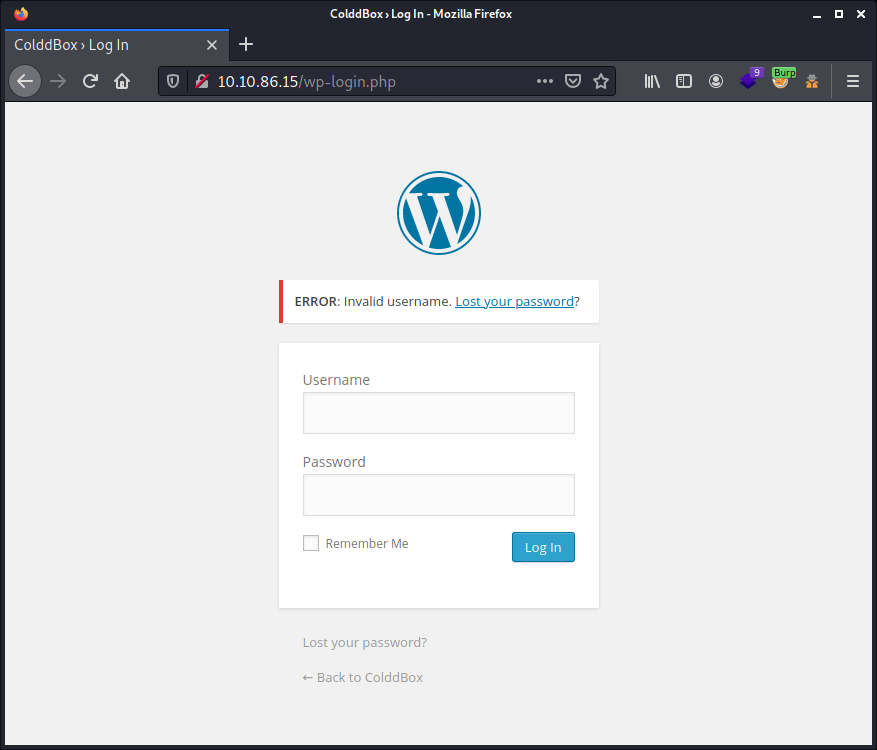 ColddBox › Log In - Mozilla Firefox
ColddBox › Log In
10.10.86.15/wp-login.php
9
Burp
W
ERROR: Invalid username. Lost your password?
Username
Password
Remember Me
Log In
Lost your password?
← Back to ColddBox